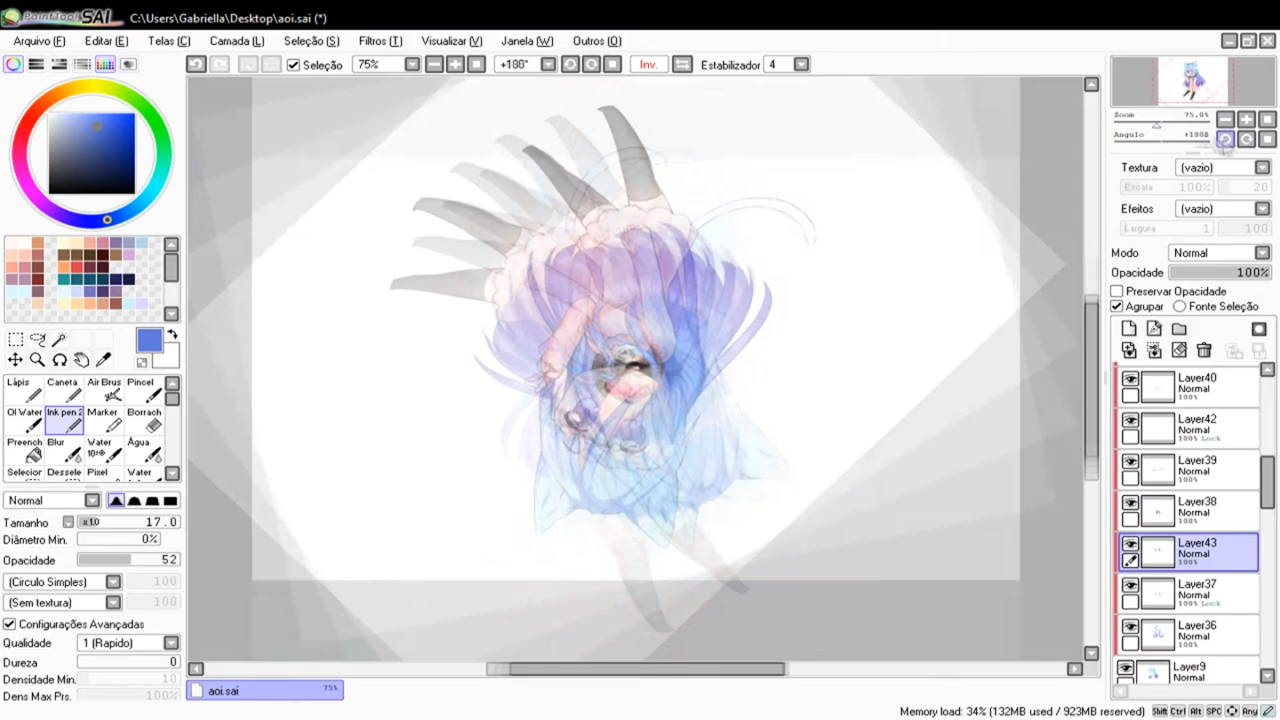 PaintTool SAI C:\Users\Gabriella\Desktop\aoi.sai (*)
Arquivo (F) Editar (E) Telas (C) Camada (L) Seleção (S) Filtros (T) Visualizar (V) Janela (W) Outros (O)
Seleção 75% +180° Inv. Estabilizador 4
Zoom 75.0%
Angulo +180°
Textura (vazio)
Escala 100% 20
Efeitos (vazio)
Largura 1 100
Modo Normal
Opacidade 100%
Preservar Opacidade
Agrupar Fonte Seleção
Lápis Caneta Air Brus Pincel
Ol Water Ink pen 2 Marker Borrach
Preench Blur Water Água
Selecior Dessele Pixel Water
Normal
Tamanho x1.0 17.0
Diâmetro Min. 0%
Opacidade 52
(Circulo Simples) 100
(Sem textura) 100
Configurações Avançadas
Qualidade 1 (Rapido)
Dureza 0
Densidade Min. 10
Dens Max Prs. 100%
Layer40
Normal
100%
Layer42
Normal
100% Lock
Layer39
Normal
100%
Layer38
Normal
100%
Layer43
Normal
100%
Layer37
Normal
100% Lock
Layer36
Normal
100%
Layer9
Normal
aoi.sai 75%
Memory load: 34% (132MB used / 923MB reserved) Shift Ctrl Alt SPC Any